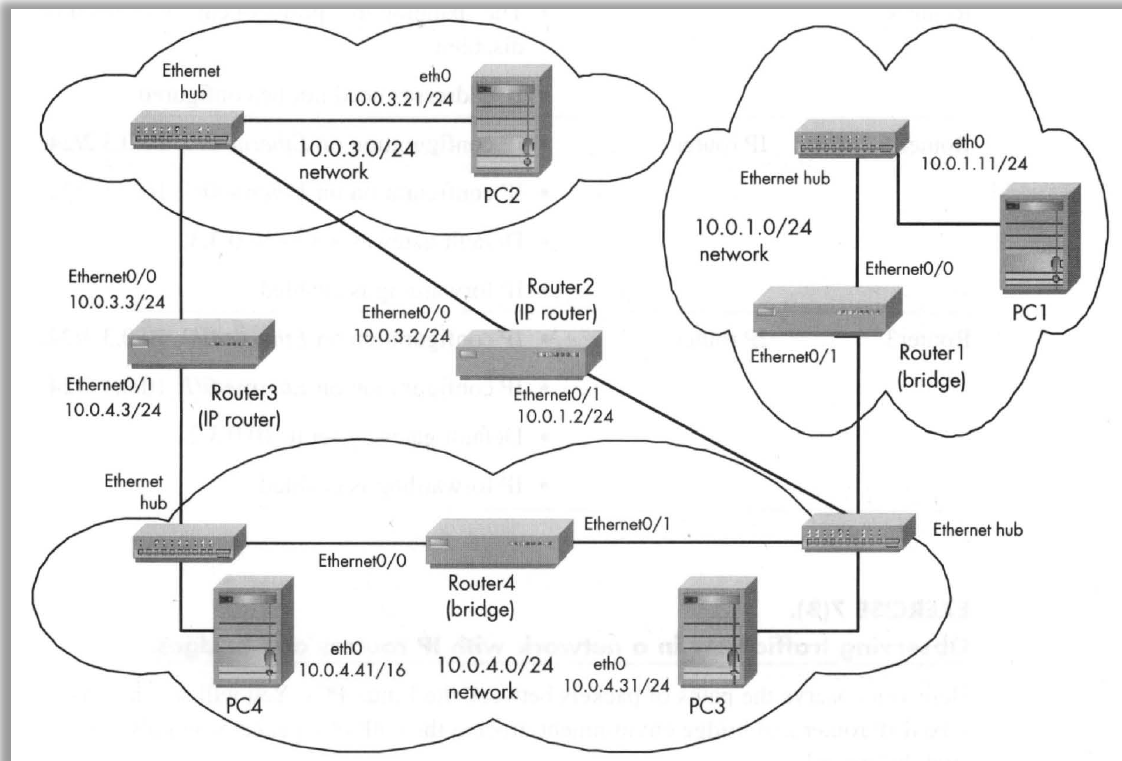 Ethernet
hub
eth0
10.0.3.21/24
10.0.3.0/24
network
PC2
Ethernet hub
eth0
10.0.1.11/24
10.0.1.0/24
network
PC1
Ethernet0/0
Ethernet0/1
Router1
(bridge)
Ethernet0/0
10.0.3.3/24
Router2
(IP router)
Ethernet0/0
10.0.3.2/24
Ethernet0/1
10.0.4.3/24
Router3
(IP router)
Ethernet0/1
10.0.1.2/24
Ethernet
hub
Ethernet0/0
Router4
(bridge)
Ethernet0/1
Ethernet hub
eth0
10.0.4.41/16
PC4
10.0.4.0/24
network
eth0
10.0.4.31/24
PC3